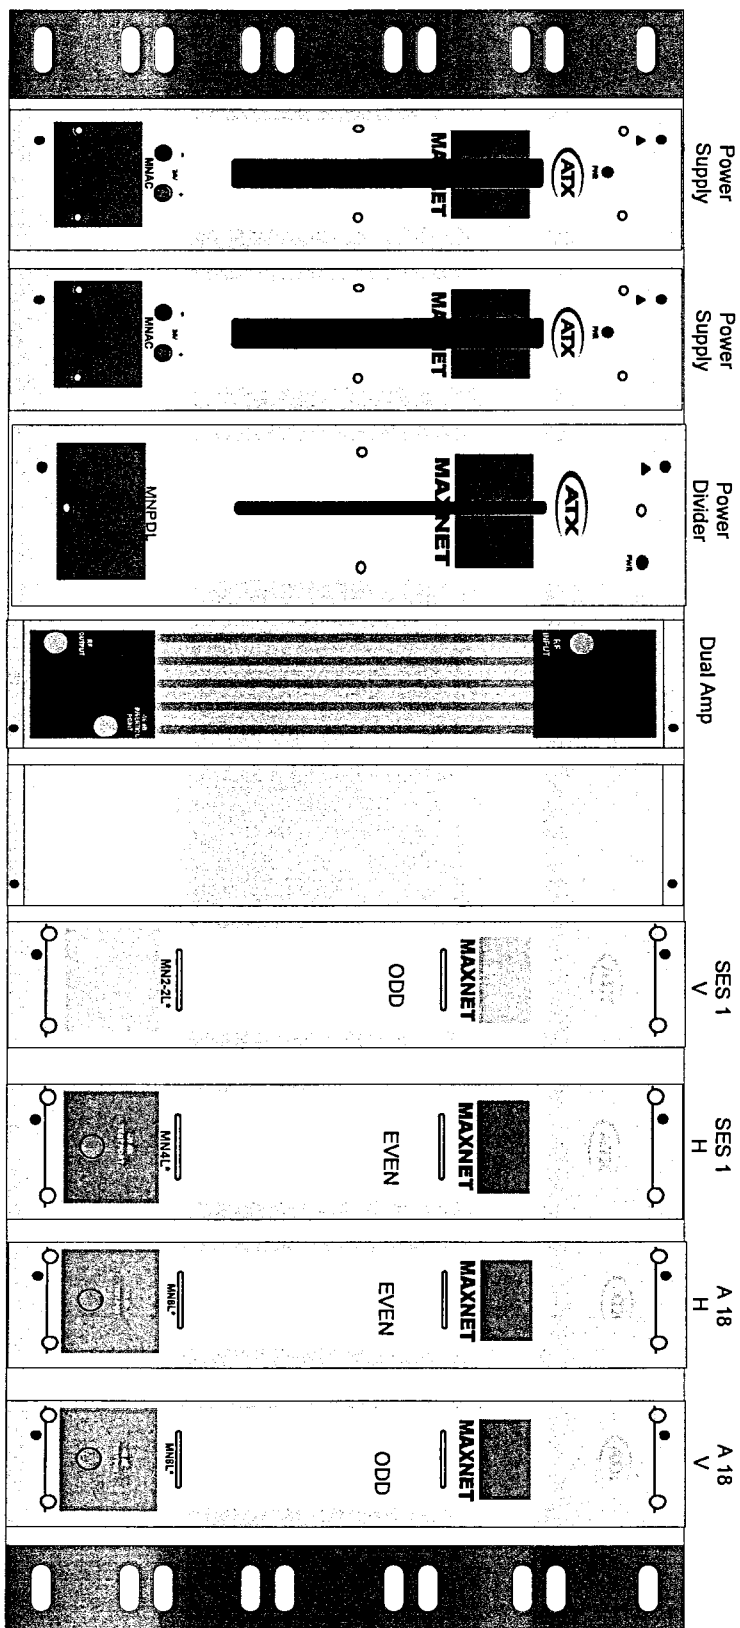 Power
Supply
ATX
PWR
MAXNET
24V
- +
MNAC
Power
Supply
ATX
PWR
MAXNET
24V
- +
MNAC
Power
Divider
PWR
ATX
MAXNET
MNPDL
Dual Amp
RF
INPUT
RF
OUTPUT
SES 1
V
MAXNET
ODD
MN2-2L*
SES 1
H
MAXNET
EVEN
MN4L*
A 18
H
MAXNET
EVEN
MN8L*
A 18
V
MAXNET
ODD
MN8L*